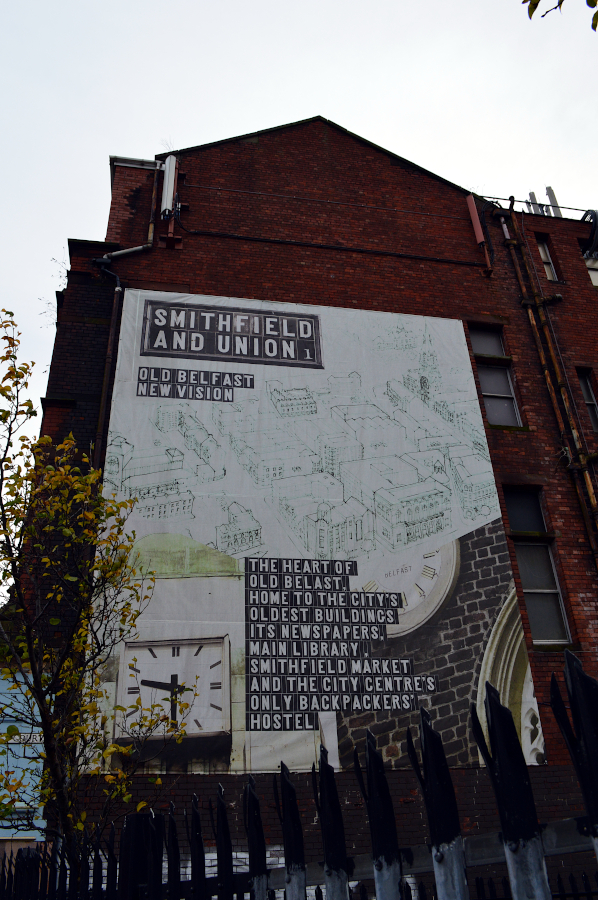 SMITHFIELD
AND UNION 1
OLD BELFAST
NEW VISION
THE HEART OF
OLD BELAST.
HOME TO THE CITY'S
OLDEST BUILDINGS,
ITS NEWSPAPERS,
MAIN LIBRARY,
SMITHFIELD MARKET
AND THE CITY CENTRE'S
ONLY BACKPACKERS'
HOSTEL
BELFAST